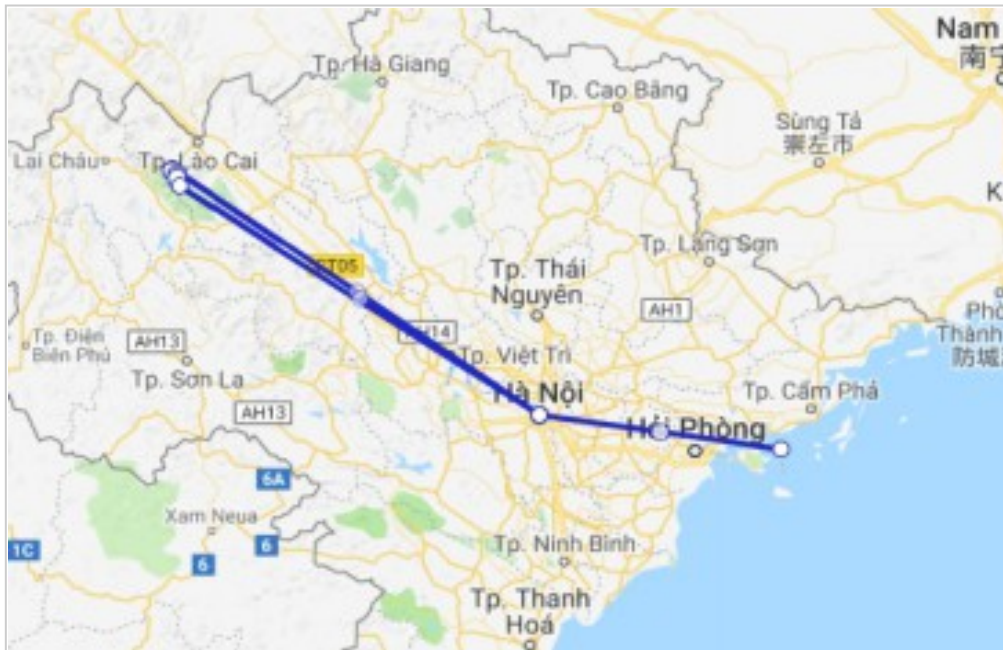 Nam
南宁
Tp. Hà Giang
Tp. Cao Bằng
Sùng Tả
崇左市
Lai Châu
Tp. Lào Cai
K
Tp. Lạng Sơn
CT05
Tp. Thái
Nguyên
AH1
Phò
Thành
防城
Tp. Điện
Biên Phủ
AH13
AH14
Tp. Việt Trì
Tp. Sơn La
AH13
Hà Nội
Tp. Cẩm Phả
Hải Phòng
6A
Xam Neua
6
1C
6
Tp. Ninh Bình
Tp. Thanh
Hoá